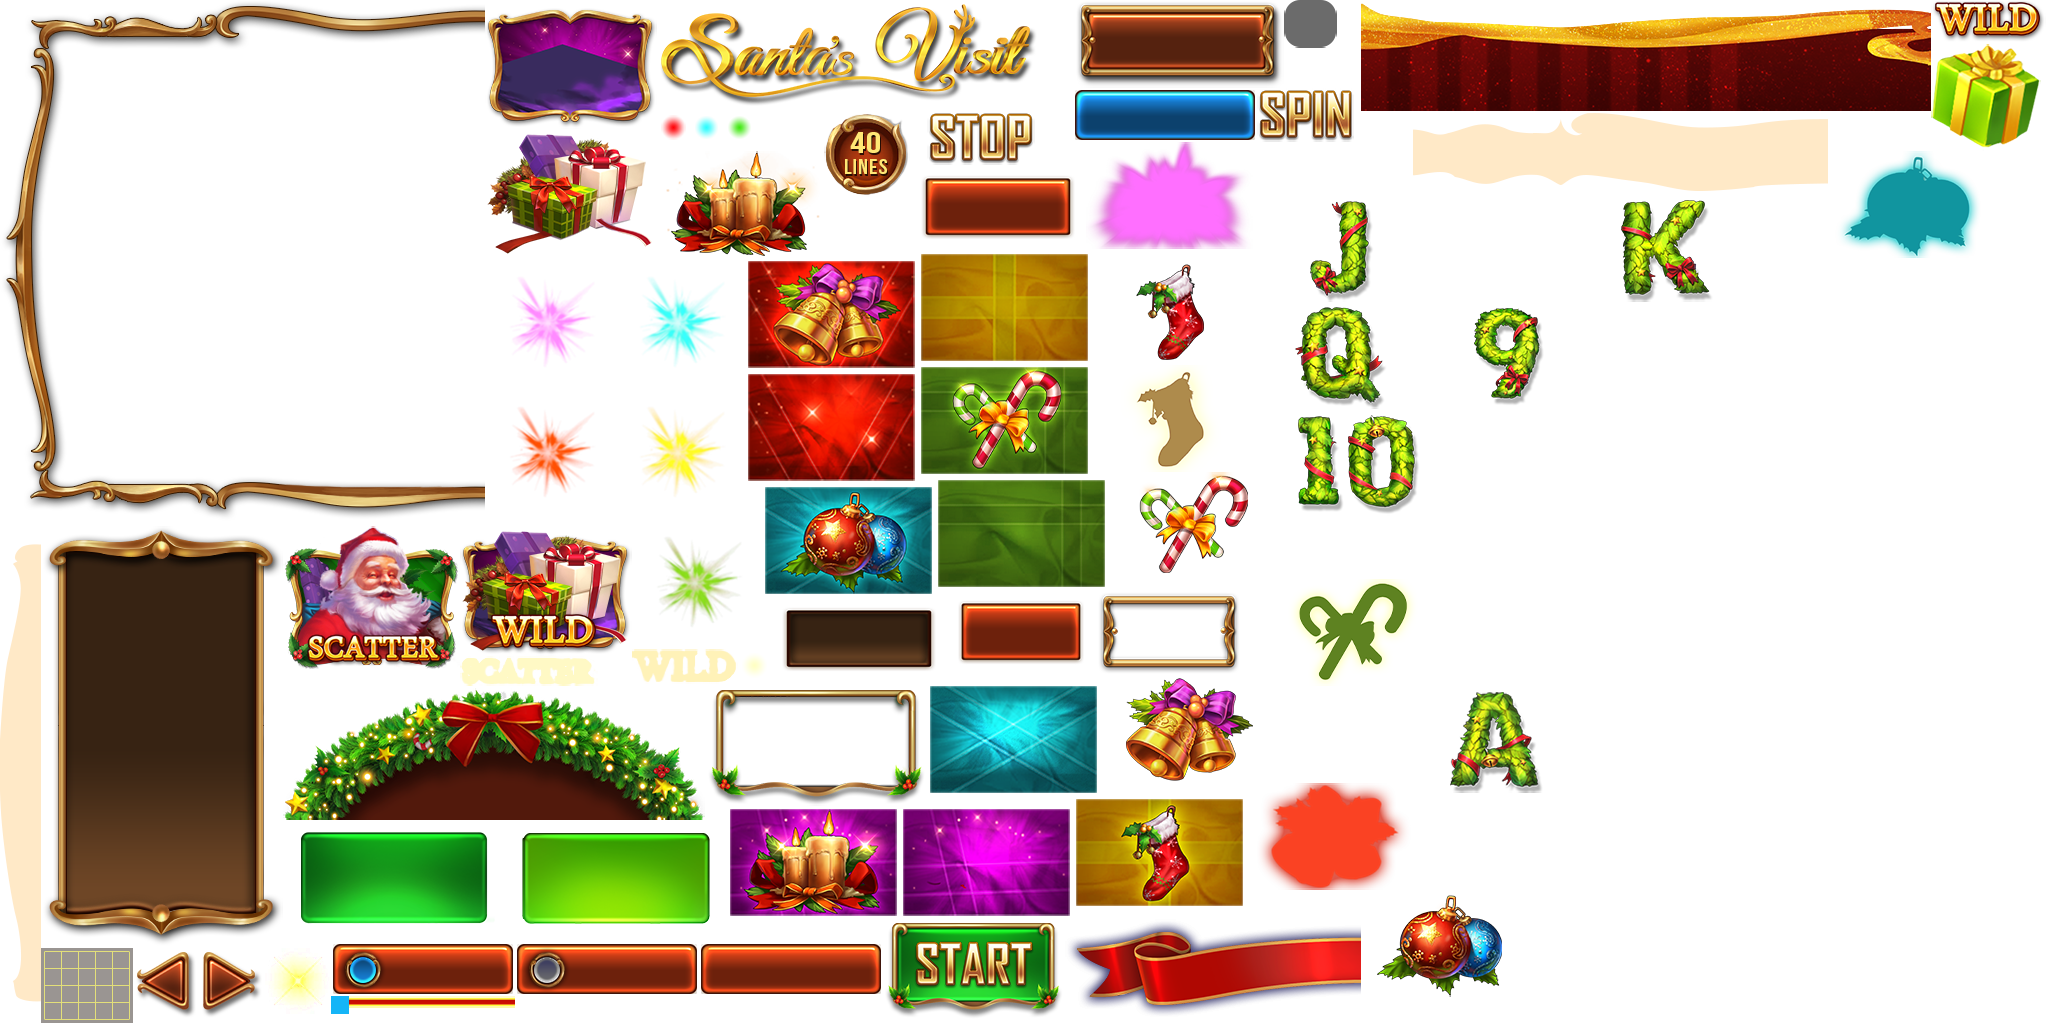 Santa's Visit
WILD
40
LINES
STOP
SPIN
J
K
Q
9
10
SCATTER
WILD
SCATTER
WILD
A
START